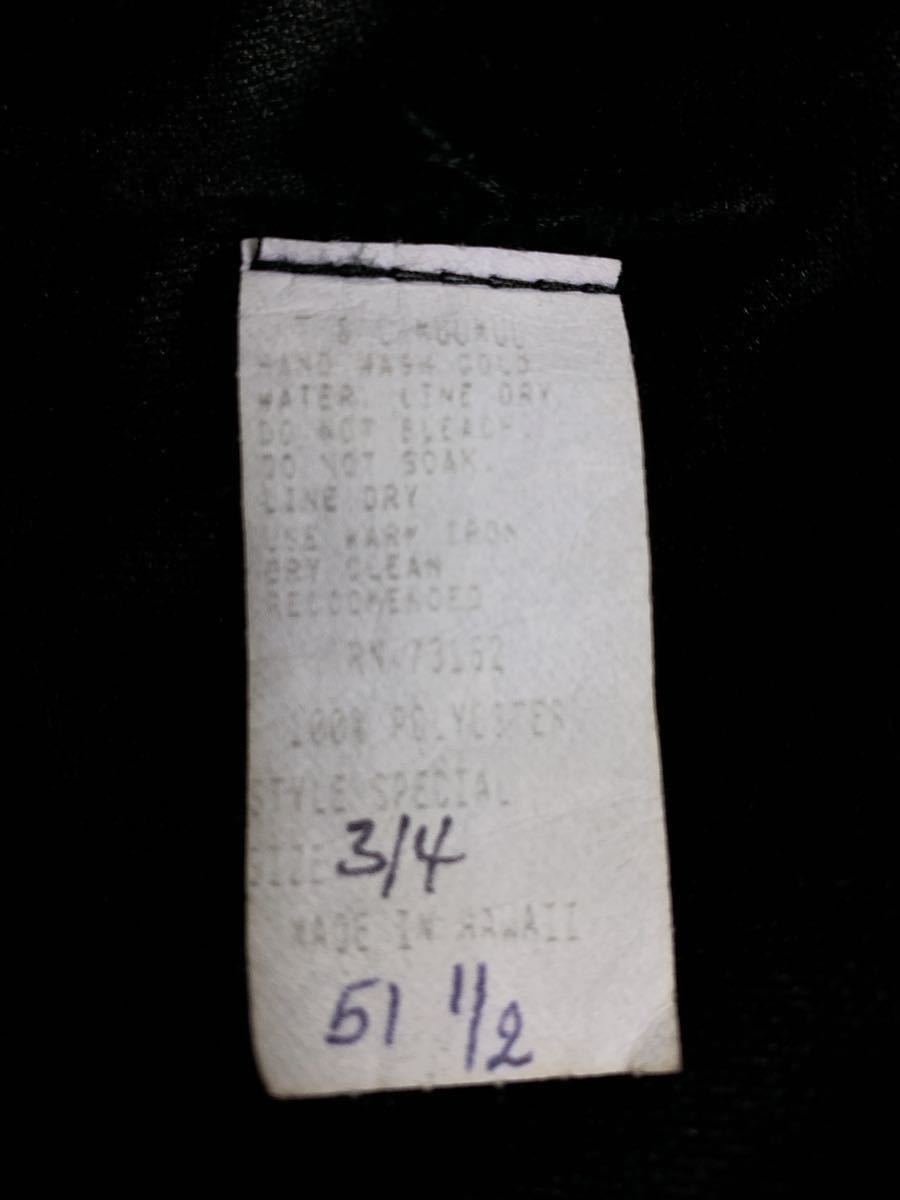 HAND WASH COLD
WATER. LINE DRY.
DO NOT BLEACH.
DO NOT SOAK.
LINE DRY
USE WARM IRON
DRY CLEAN
RECCOMENDED
RN 73162
100% POLYESTER
STYLE SPECIAL
SIZE 3/4
MADE IN HAWAII
51 1/2